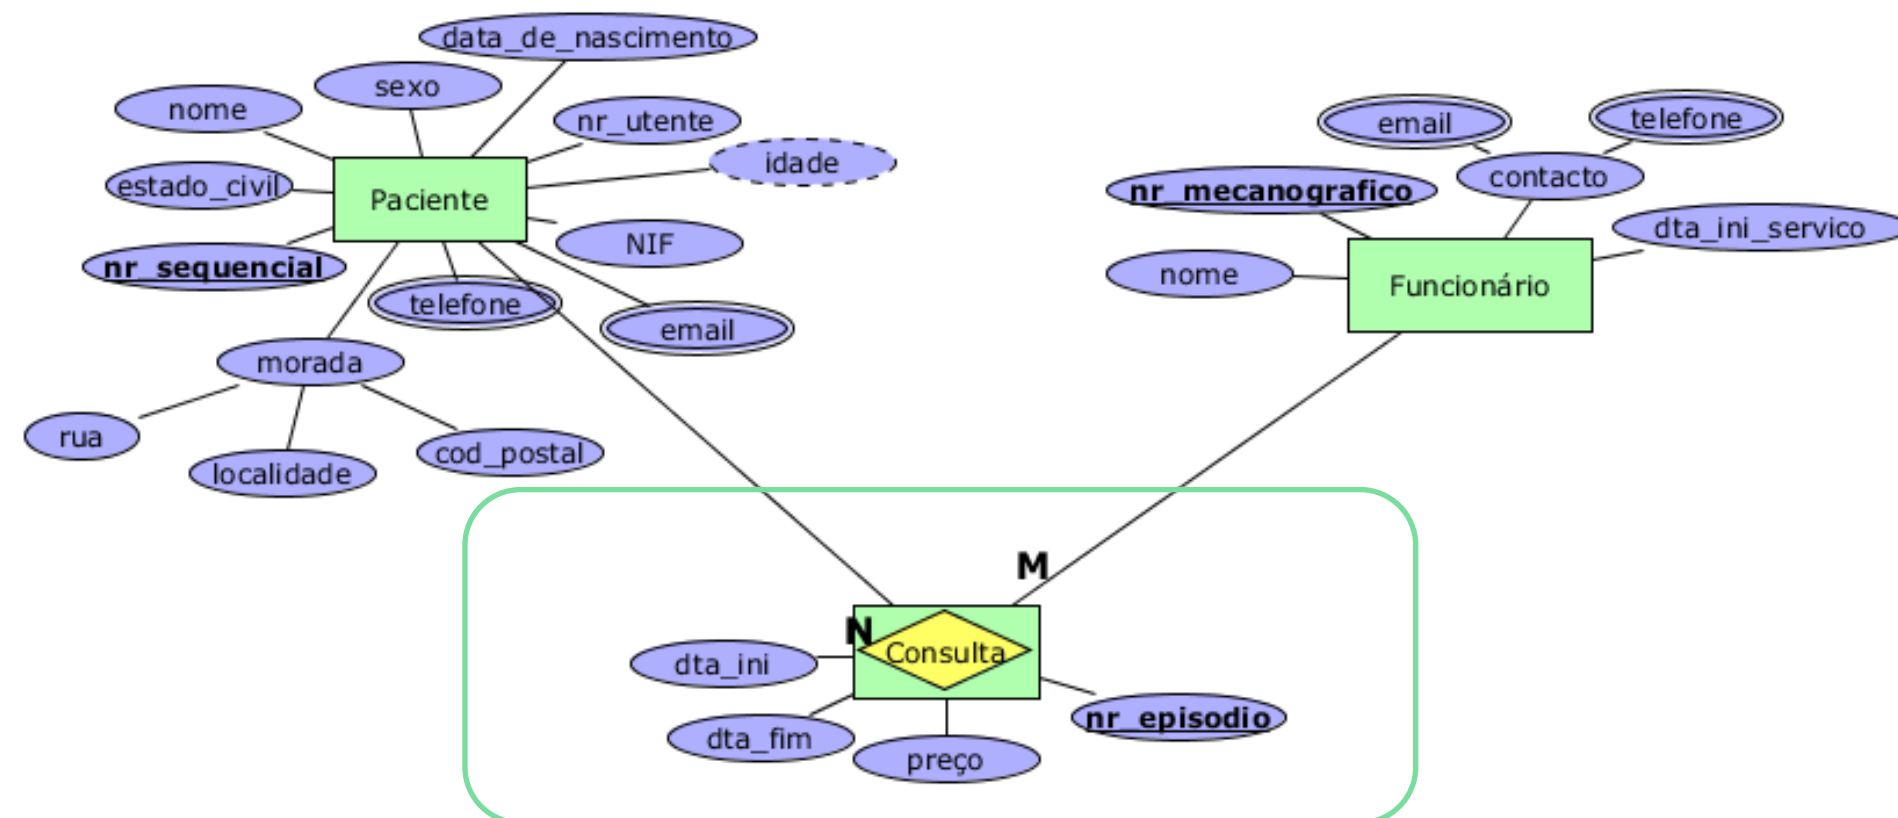 data_de_nascimento
sexo
nome
nr_utente
idade
estado_civil
Paciente
NIF
nr_sequencial
telefone
email
morada
rua
localidade
cod_postal
email
telefone
contacto
nr_mecanografico
dta_ini_servico
nome
Funcionário
M
N
Consulta
dta_ini
dta_fim
preço
nr_episodio